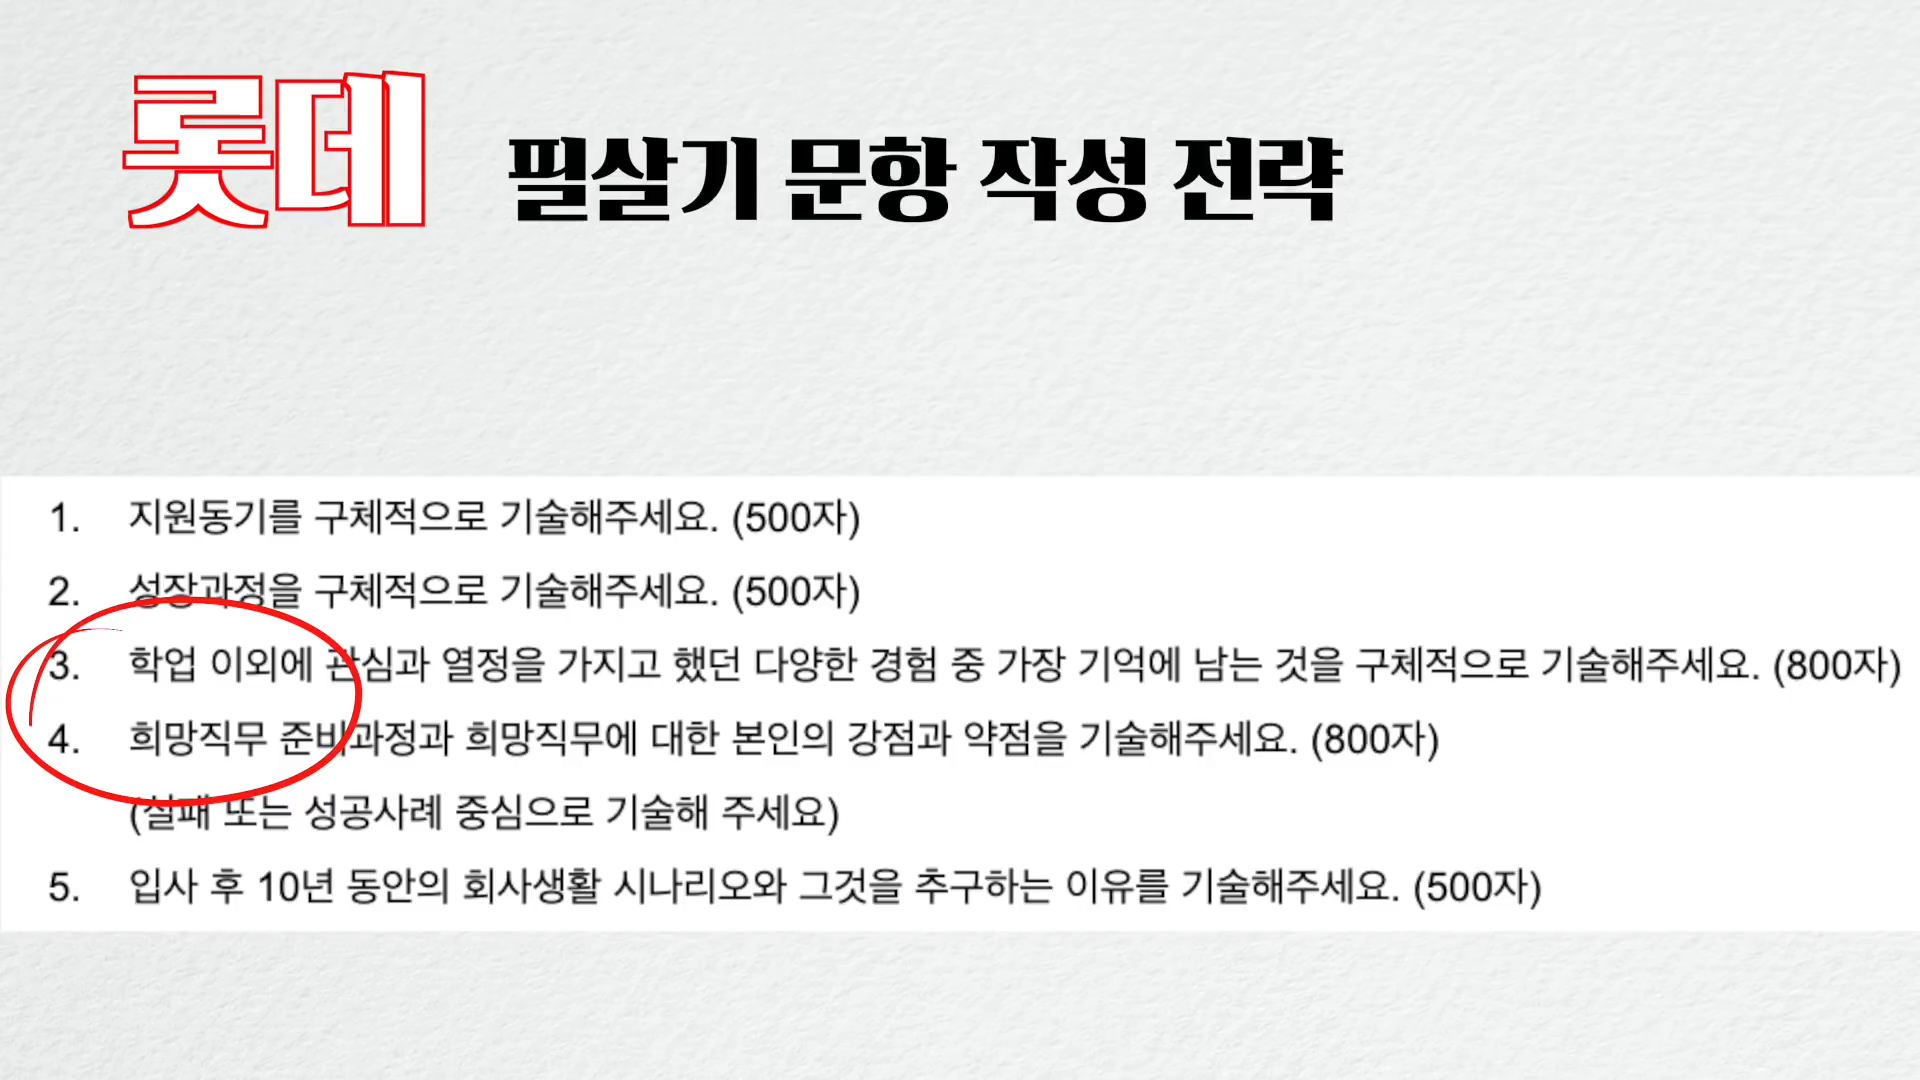 롯데 필살기 문항 작성 전략
1. 지원동기를 구체적으로 기술해주세요. (500자)
2. 성장과정을 구체적으로 기술해주세요. (500자)
3. 학업 이외에 관심과 열정을 가지고 했던 다양한 경험 중 가장 기억에 남는 것을 구체적으로 기술해주세요. (800자)
4. 희망직무 준비과정과 희망직무에 대한 본인의 강점과 약점을 기술해주세요. (800자)
(실패 또는 성공사례 중심으로 기술해 주세요)
5. 입사 후 10년 동안의 회사생활 시나리오와 그것을 추구하는 이유를 기술해주세요. (500자)